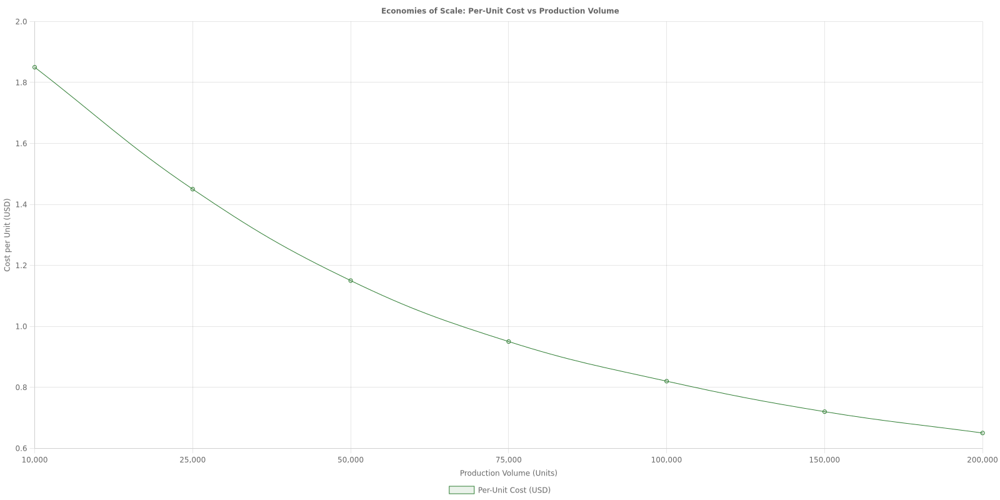 Economies of Scale: Per-Unit Cost vs Production Volume
2.0
1.8
1.6
1.4
1.2
1.0
0.8
0.6
Cost per Unit (USD)
10,000 25,000 50,000 75,000 100,000 150,000 200,000
Production Volume (Units)
Per-Unit Cost (USD)